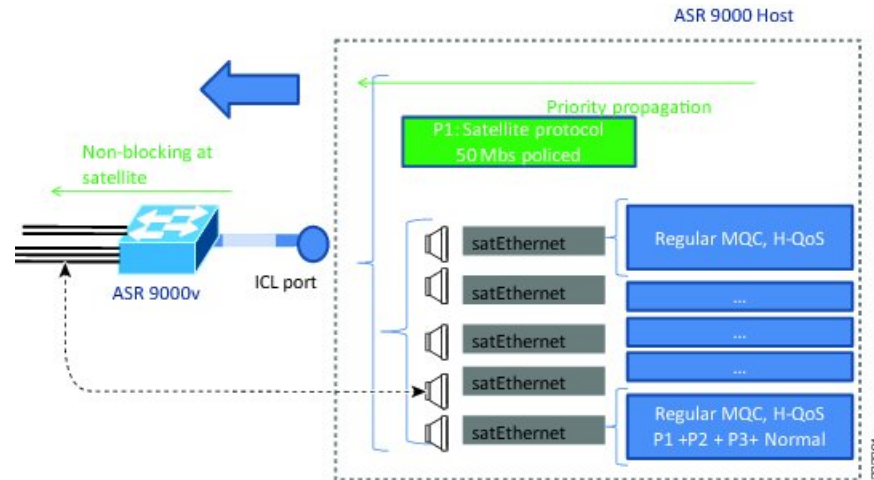 ASR 9000 Host
Priority propagation
P1: Satellite protocol
50 Mbs policed
Non-blocking at
satellite
ASR 9000v
ICL port
satEthernet
Regular MQC, H-QoS
satEthernet
...
satEthernet
...
satEthernet
...
satEthernet
Regular MQC, H-QoS
P1 +P2 + P3+ Normal